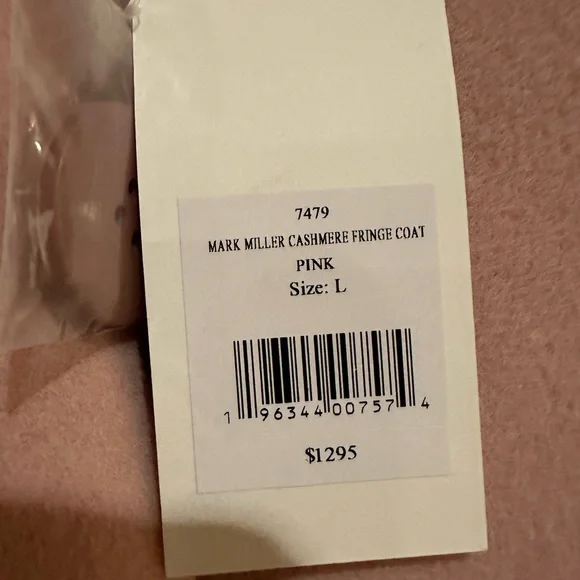 7479
MARK MILLER CASHMERE FRINGE COAT
PINK
Size: L
1 96344 00757 4
$1295